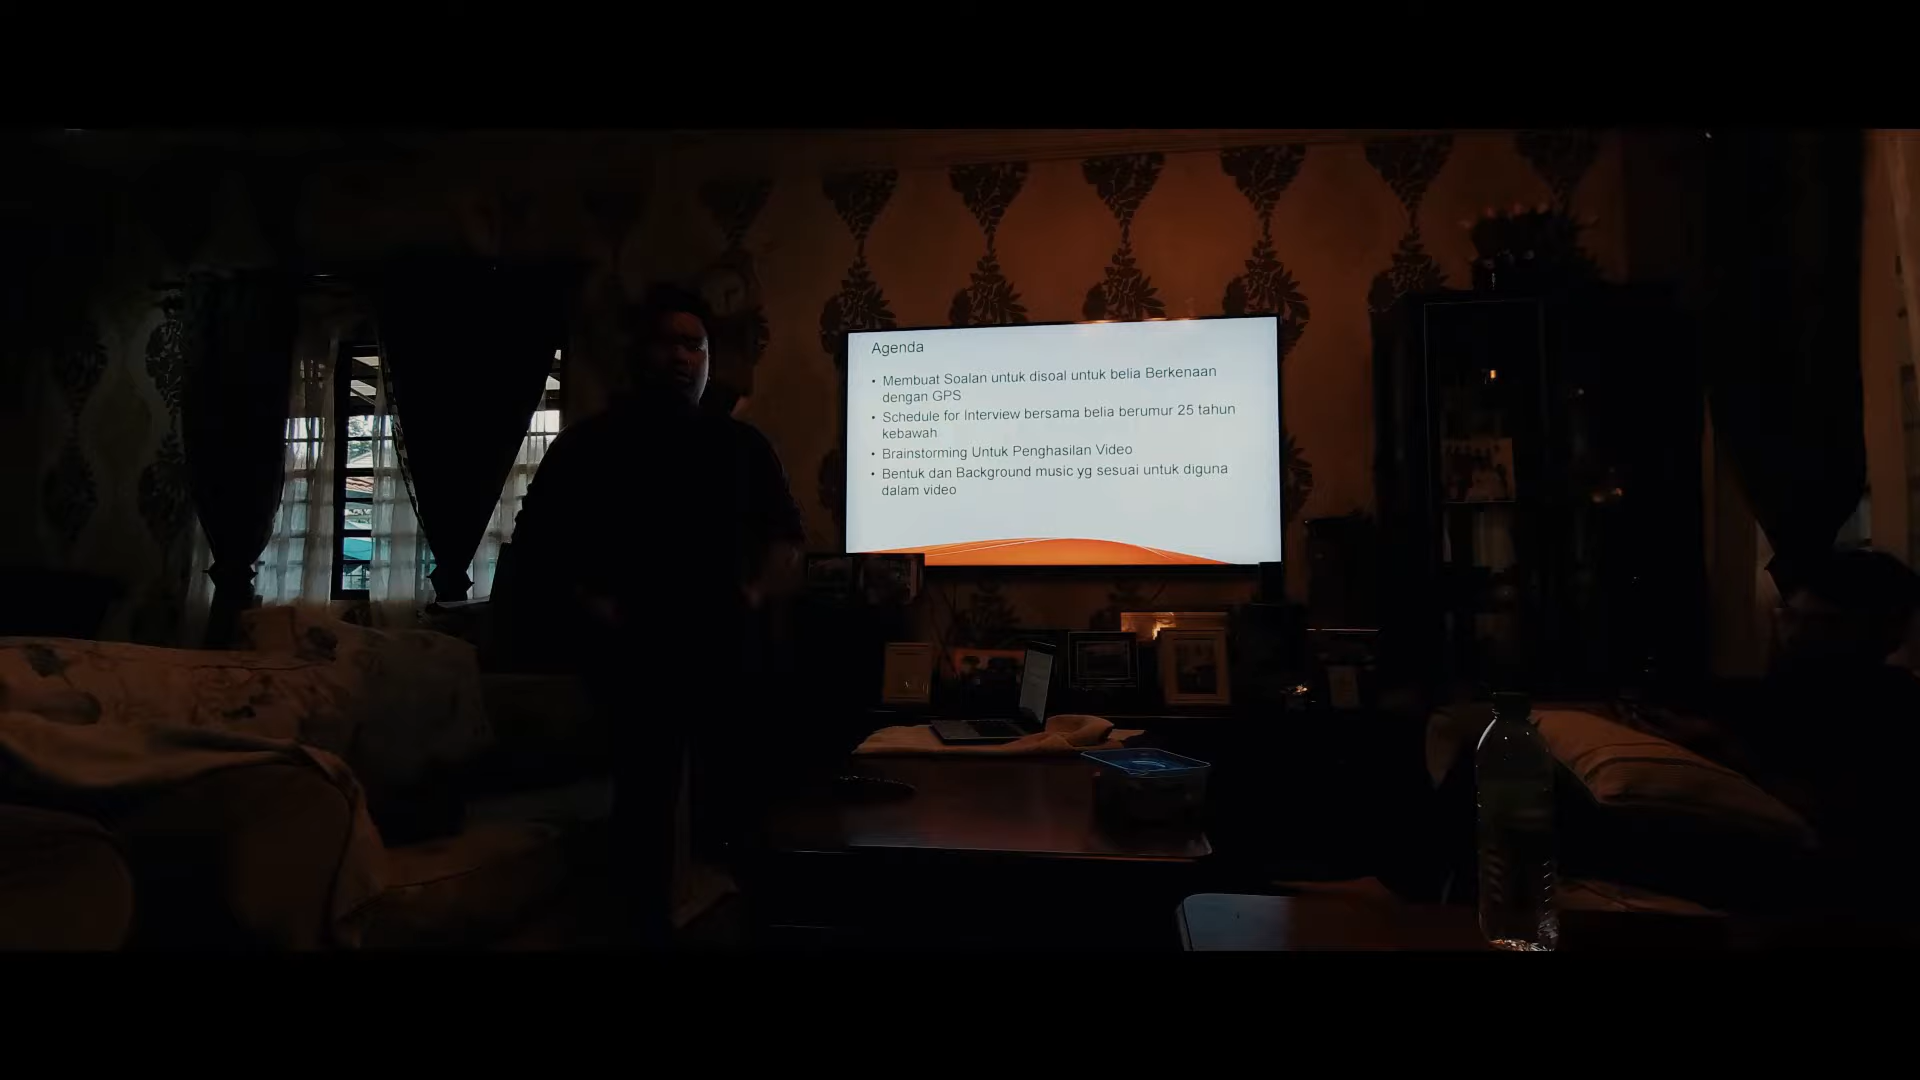 Agenda
• Membuat Soalan untuk disoal untuk belia Berkenaan
dengan GPS
• Schedule for Interview bersama belia berumur 25 tahun
kebawah
• Brainstorming Untuk Penghasilan Video
• Bentuk dan Background music yg sesuai untuk diguna
dalam video